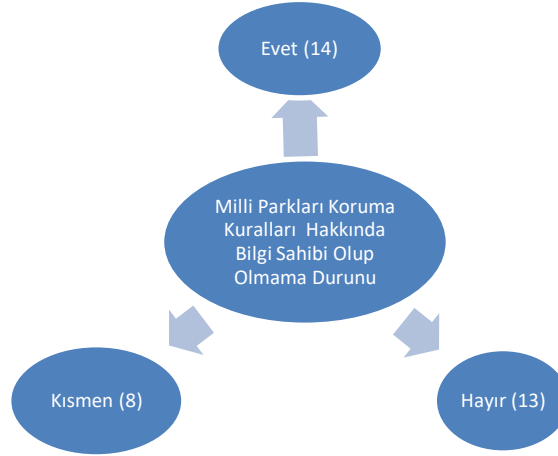 Evet (14)
Milli Parkları Koruma
Kuralları Hakkında
Bilgi Sahibi Olup
Olmama Durunu
Kısmen (8)
Hayır (13)